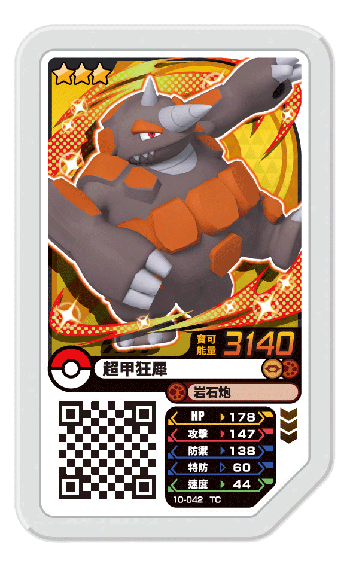 寶可
能量 3140
超甲狂犀
岩石炮
HP 178
攻擊 147
防禦 138
特防 60
速度 44
10-042 TC